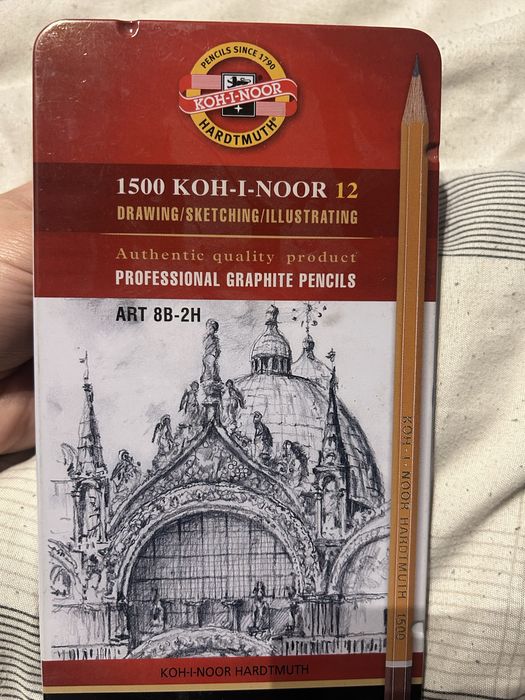 PENCILS SINCE 1790
KOH-I-NOOR
HARDTMUTH®
1500 KOH-I-NOOR 12
DRAWING/SKETCHING/ILLUSTRATING
Authentic quality product
PROFESSIONAL GRAPHITE PENCILS
ART 8B-2H
KOH-I-NOOR HARDTMUTH 1500
KOH-I-NOOR HARDTMUTH